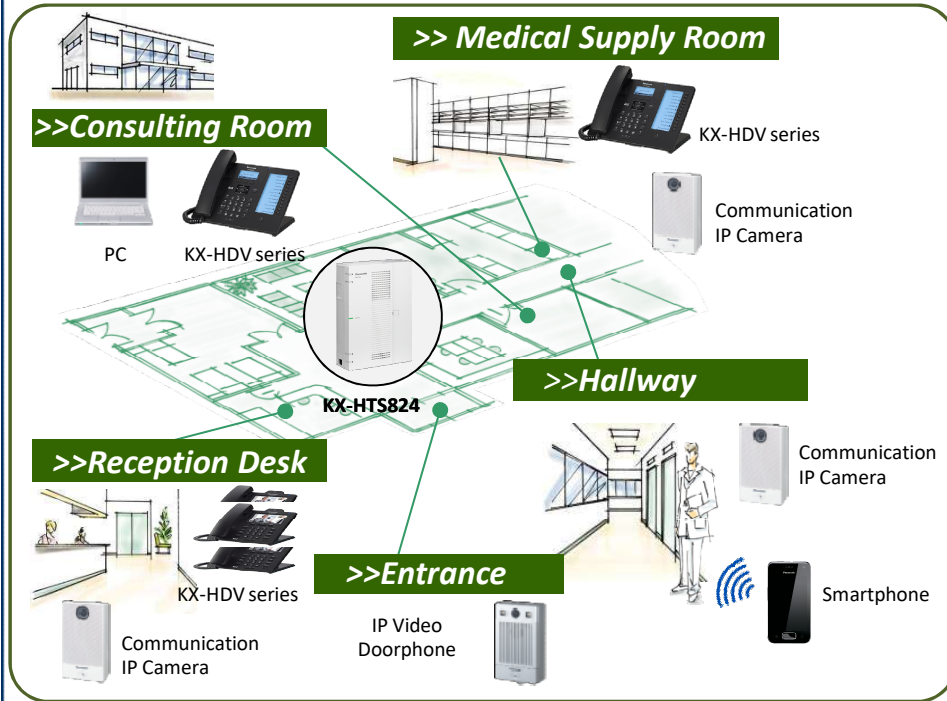 >> Medical Supply Room
KX-HDV series
Communication
IP Camera
>>Consulting Room
PC
KX-HDV series
KX-HTS824
>>Hallway
Communication
IP Camera
Smartphone
>>Reception Desk
KX-HDV series
Communication
IP Camera
>>Entrance
IP Video
Doorphone